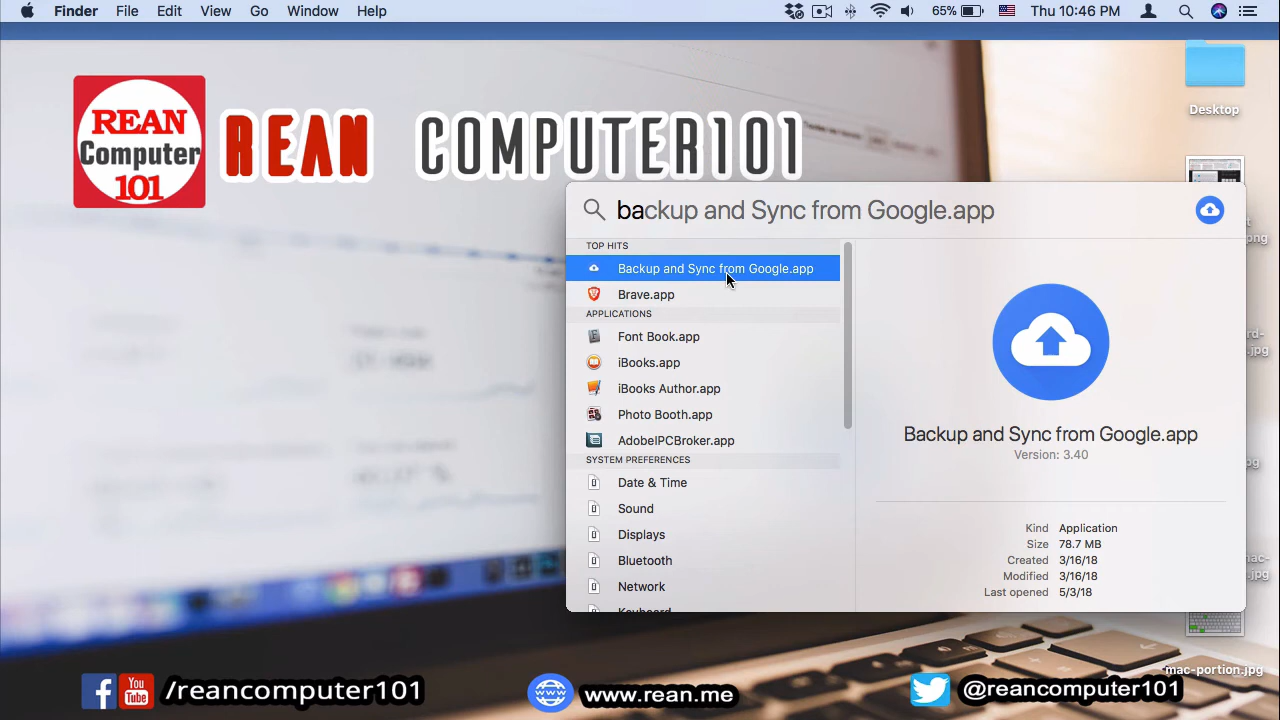 Finder File Edit View Go Window Help 65% Thu 10:46 PM
Desktop
REAN
Computer
101
REAN COMPUTER101
backup and Sync from Google.app
TOP HITS
Backup and Sync from Google.app
Brave.app
APPLICATIONS
Font Book.app
iBooks.app
iBooks Author.app
Photo Booth.app
AdobeIPCBroker.app
SYSTEM PREFERENCES
Date & Time
Sound
Displays
Bluetooth
Network
Keyboard
Backup and Sync from Google.app
Version: 3.40
Kind Application
Size 78.7 MB
Created 3/16/18
Modified 3/16/18
Last opened 5/3/18
mac-portion.jpg
You
Tube
/reancomputer101
www.rean.me
@reancomputer101